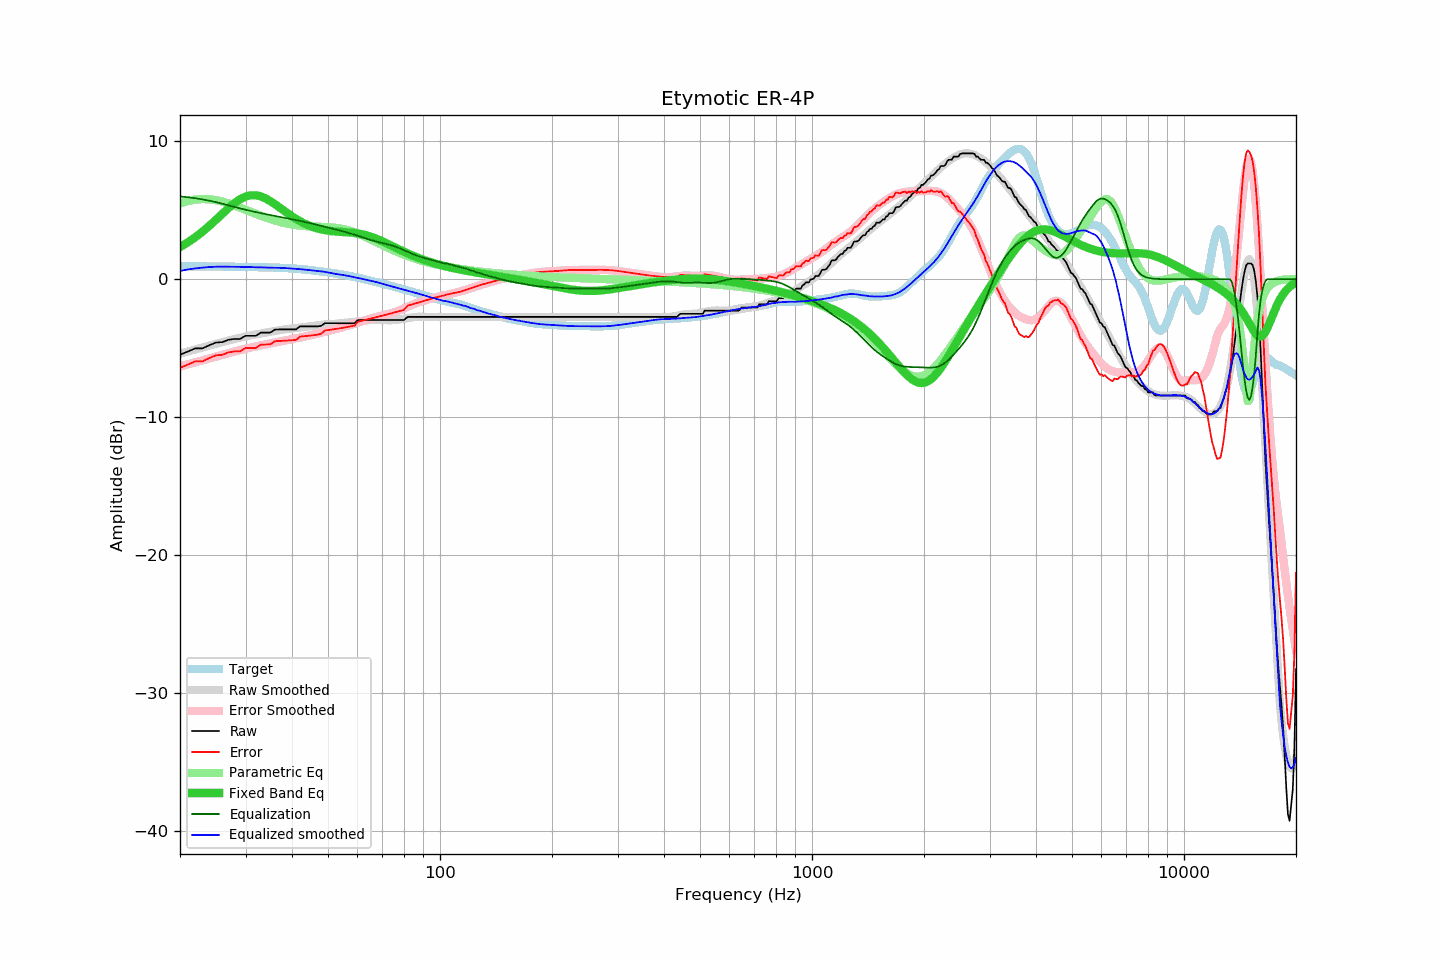 Etymotic ER-4P
10
0
−10
−20
−30
−40
Amplitude (dBr)
Target
Raw Smoothed
Error Smoothed
Raw
Error
Parametric Eq
Fixed Band Eq
Equalization
Equalized smoothed
100
1000
10000
Frequency (Hz)